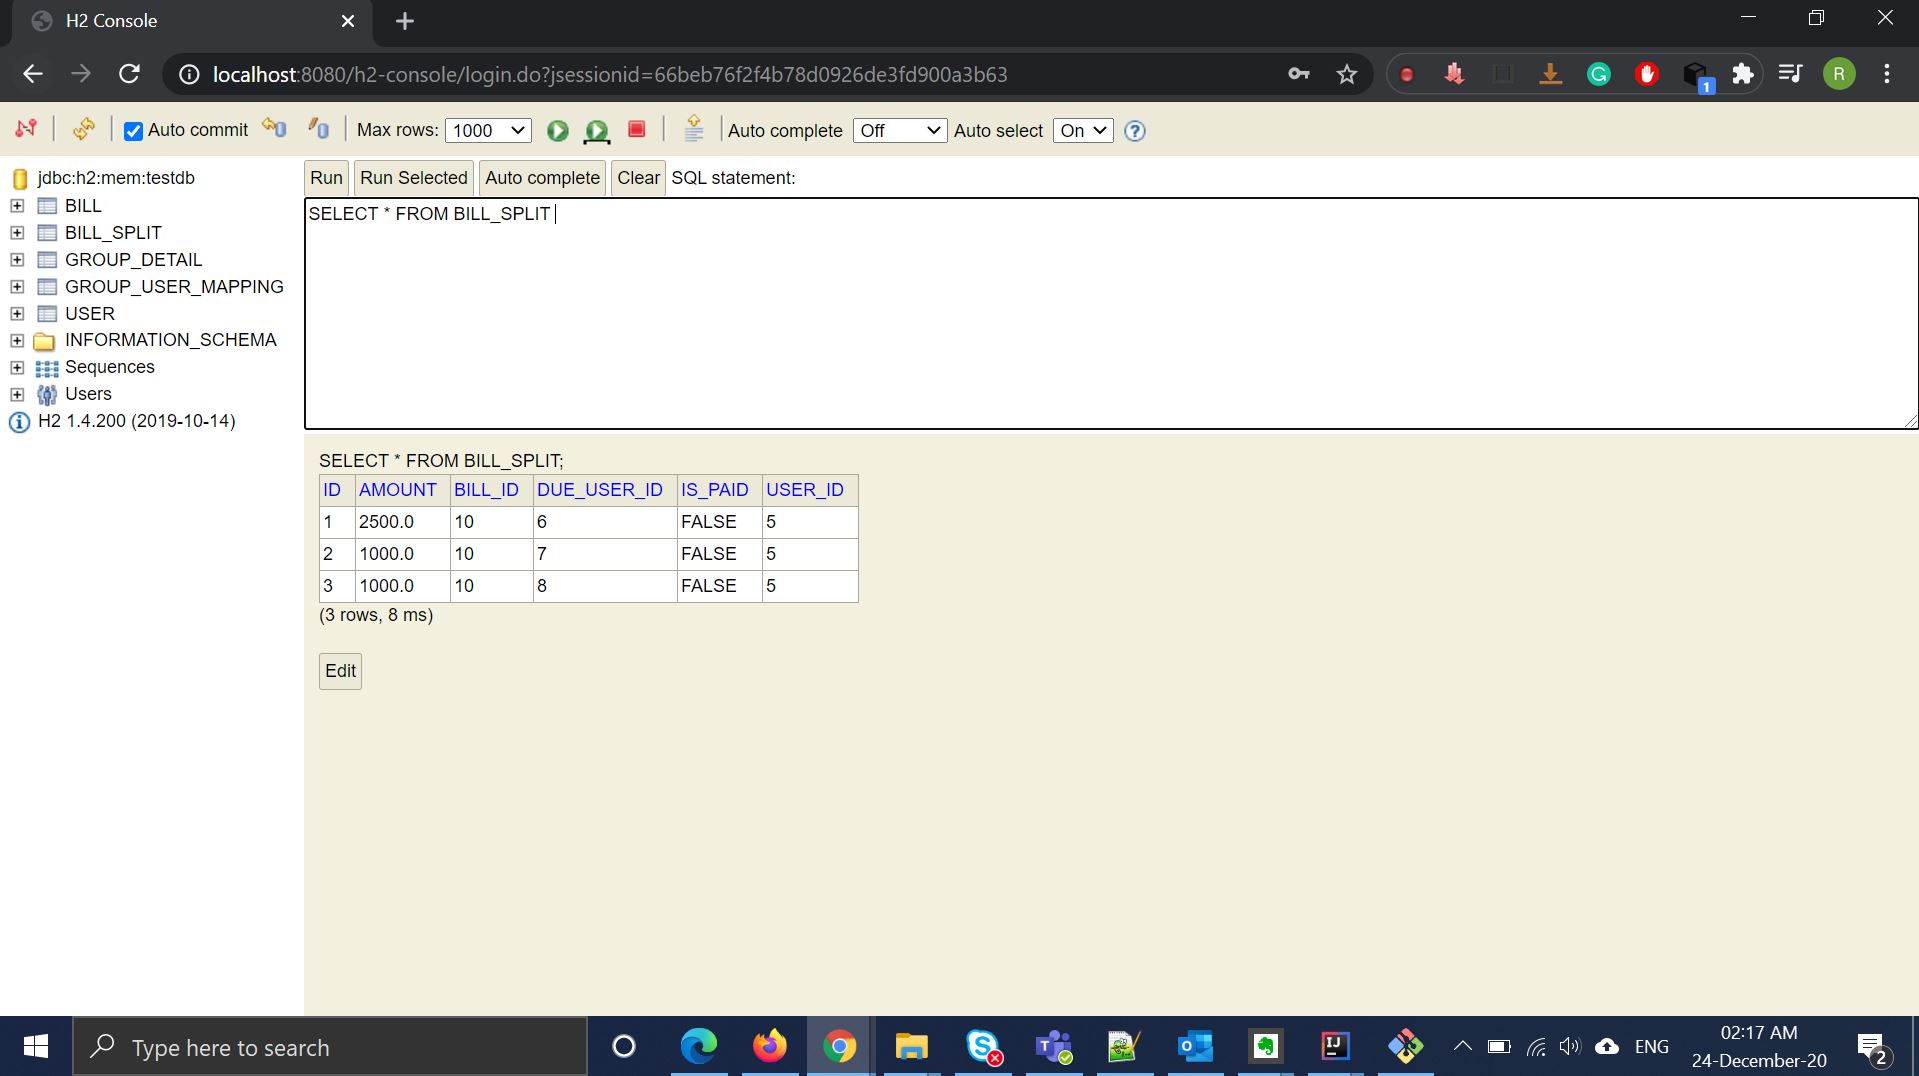 H2 Console
localhost:8080/h2-console/login.do?jsessionid=66beb76f2f4b78d0926de3fd900a3b63
1
R
Auto commit
Max rows: 1000
Auto complete Off
Auto select On
?
jdbc:h2:mem:testdb
BILL
BILL_SPLIT
GROUP_DETAIL
GROUP_USER_MAPPING
USER
INFORMATION_SCHEMA
Sequences
Users
H2 1.4.200 (2019-10-14)
Run Run Selected Auto complete Clear SQL statement:
SELECT * FROM BILL_SPLIT
SELECT * FROM BILL_SPLIT;
ID AMOUNT BILL_ID DUE_USER_ID IS_PAID USER_ID
1 2500.0 10 6 FALSE 5
2 1000.0 10 7 FALSE 5
3 1000.0 10 8 FALSE 5
(3 rows, 8 ms)
Edit
Type here to search
ENG
02:17 AM
24-December-20
2